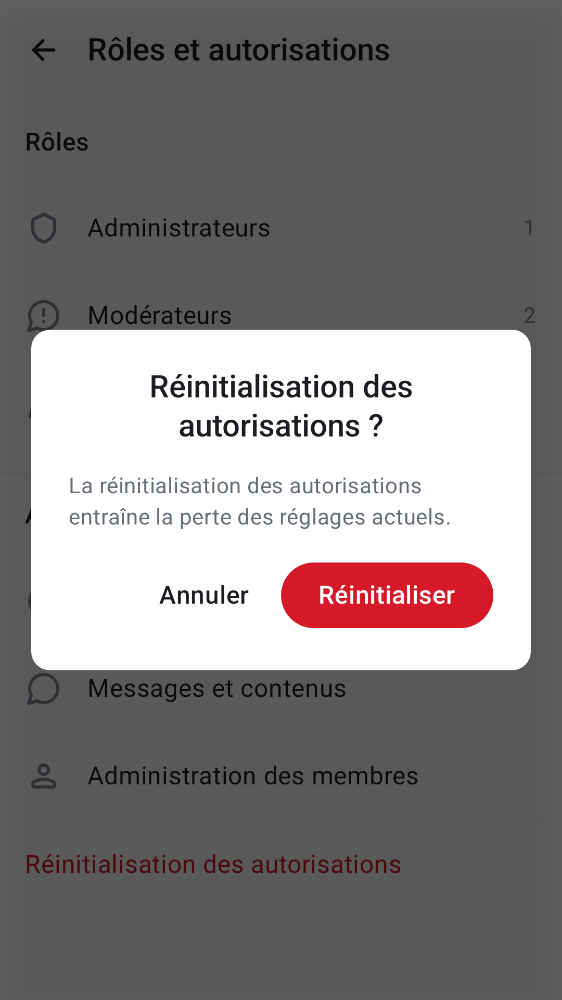 Rôles et autorisations
Rôles
Administrateurs 1
Modérateurs 2
Réinitialisation des
autorisations ?
La réinitialisation des autorisations
entraîne la perte des réglages actuels.
Annuler Réinitialiser
Messages et contenus
Administration des membres
Réinitialisation des autorisations